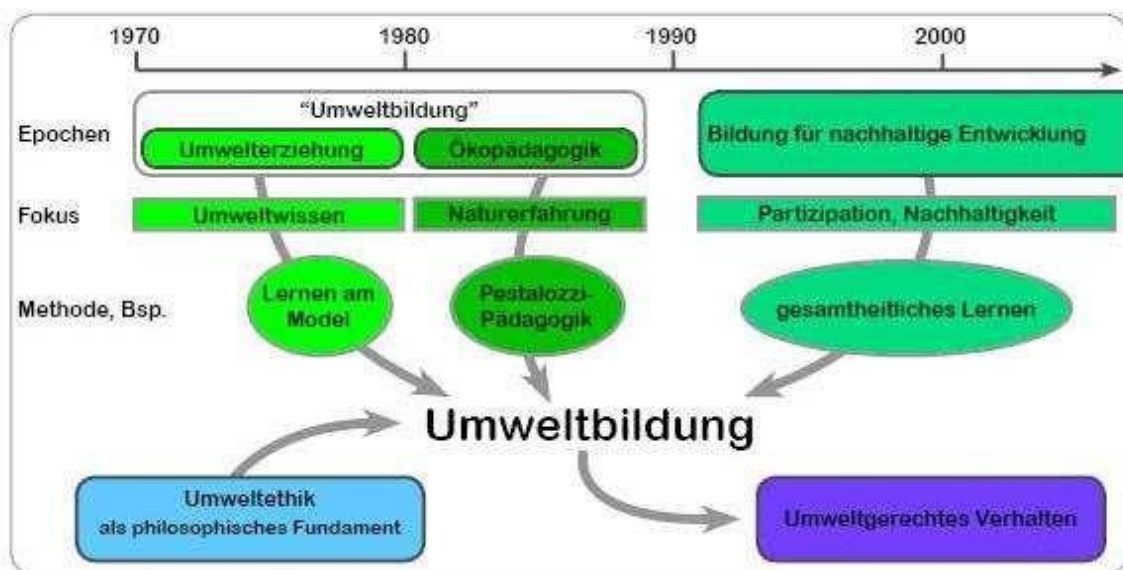 1970 1980 1990 2000
Epochen
“Umweltbildung”
Umwelterziehung
Ökopädagogik
Bildung für nachhaltige Entwicklung
Fokus
Umweltwissen
Naturerfahrung
Partizipation, Nachhaltigkeit
Methode, Bsp.
Lernen am
Model
Pestalozzi-
Pädagogik
gesamtheitliches Lernen
Umweltbildung
Umweltethik
als philosophisches Fundament
Umweltgerechtes Verhalten